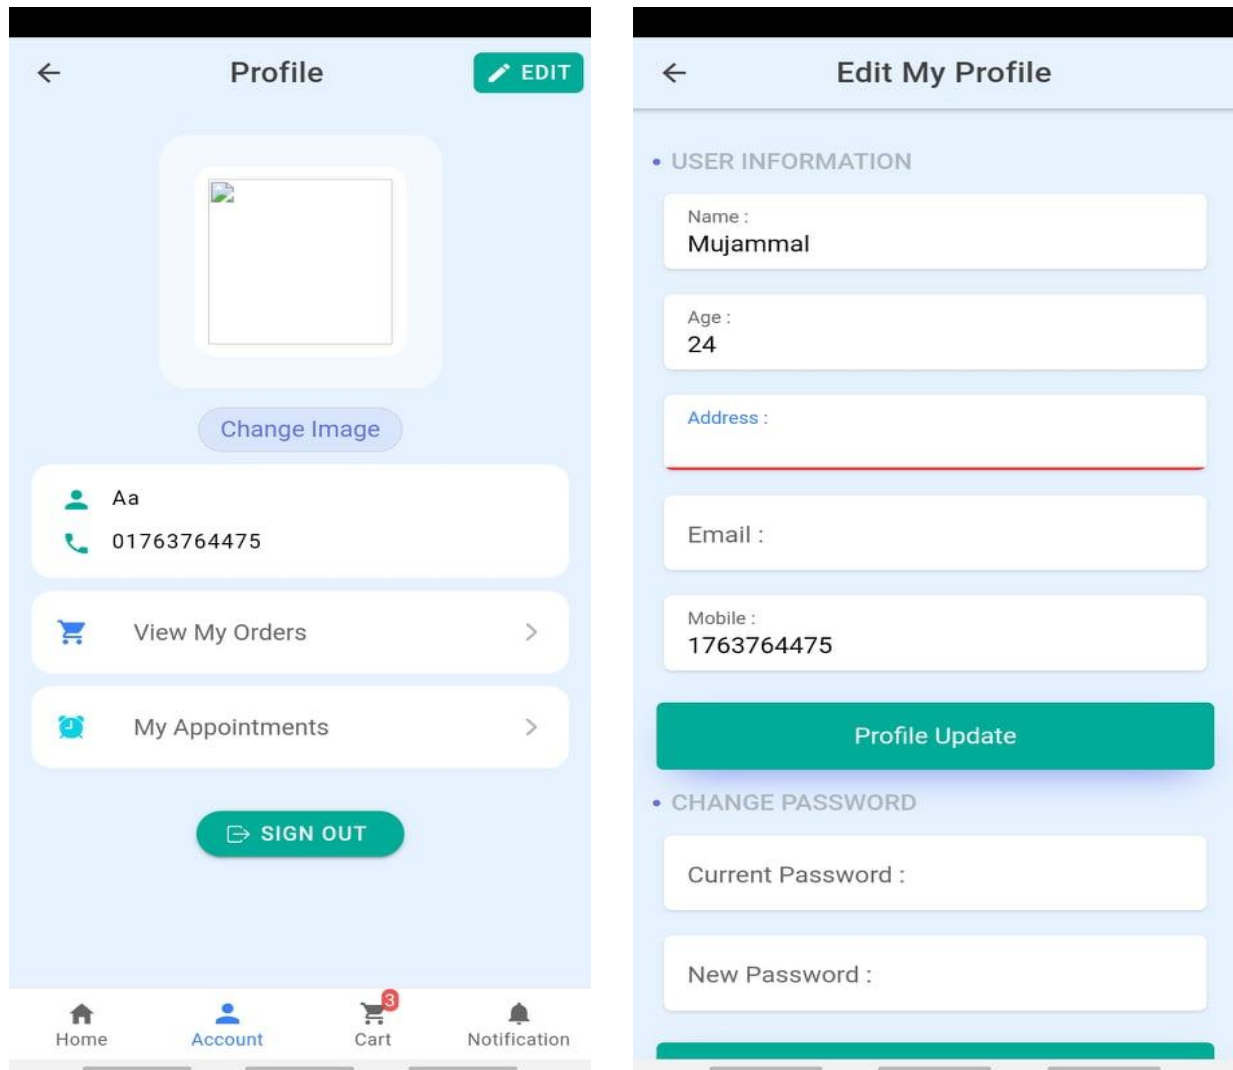 Profile
EDIT
Change Image
Aa
01763764475
View My Orders
My Appointments
SIGN OUT
3
Home
Account
Cart
Notification
Edit My Profile
• USER INFORMATION
Name :
Mujammal
Age :
24
Address :
Email :
Mobile :
1763764475
Profile Update
• CHANGE PASSWORD
Current Password :
New Password :